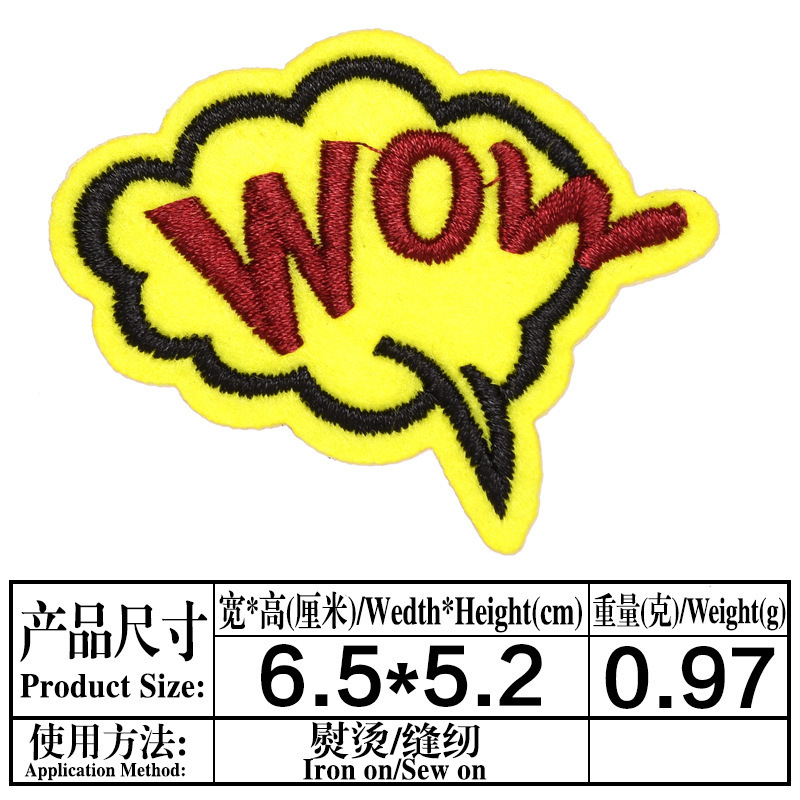 WOW
产品尺寸
Product Size:
宽*高(厘米)/Wedth*Height(cm)
重量(克)/Weight(g)
6.5*5.2
0.97
使用方法:
Application Method:
熨烫/缝纫
Iron on/Sew on